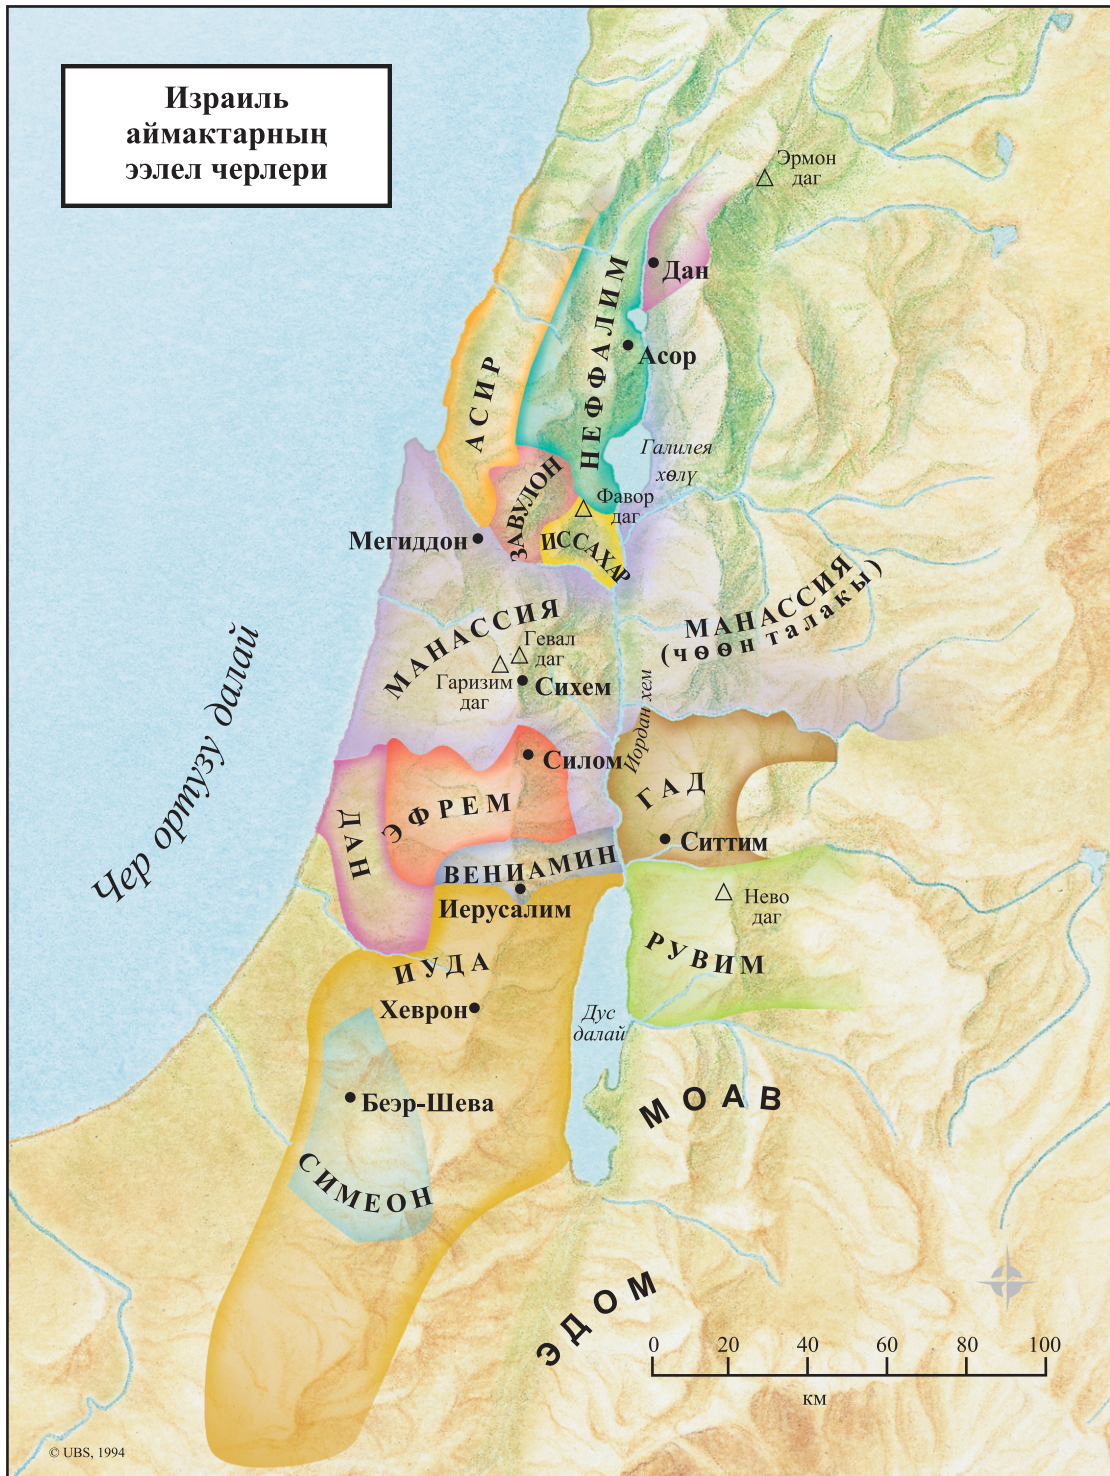 Израиль
аймактарның
ээлел черлери
Эрмон
даг
Дан
НЕФФАЛИМ
Асор
АСИР
Галилея
хөлү
ЗАВУЛОН
Фавор
даг
Мегиддон
ИССАХАР
МАНАССИЯ
(чөөн талакы)
МАНАССИЯ
Гевал
даг
Гаризим
даг
Сихем
Чер ортузу далай
Иордан хем
Силом
ГАД
ЭФРЕМ
ДАН
Ситтим
ВЕНИАМИН
Иерусалим
Нево
даг
РУВИМ
ИУДА
Хеврон
Дус
далай
МОАВ
Беэр-Шева
СИМЕОН
ЭДОМ
0 20 40 60 80 100
км
© UBS, 1994